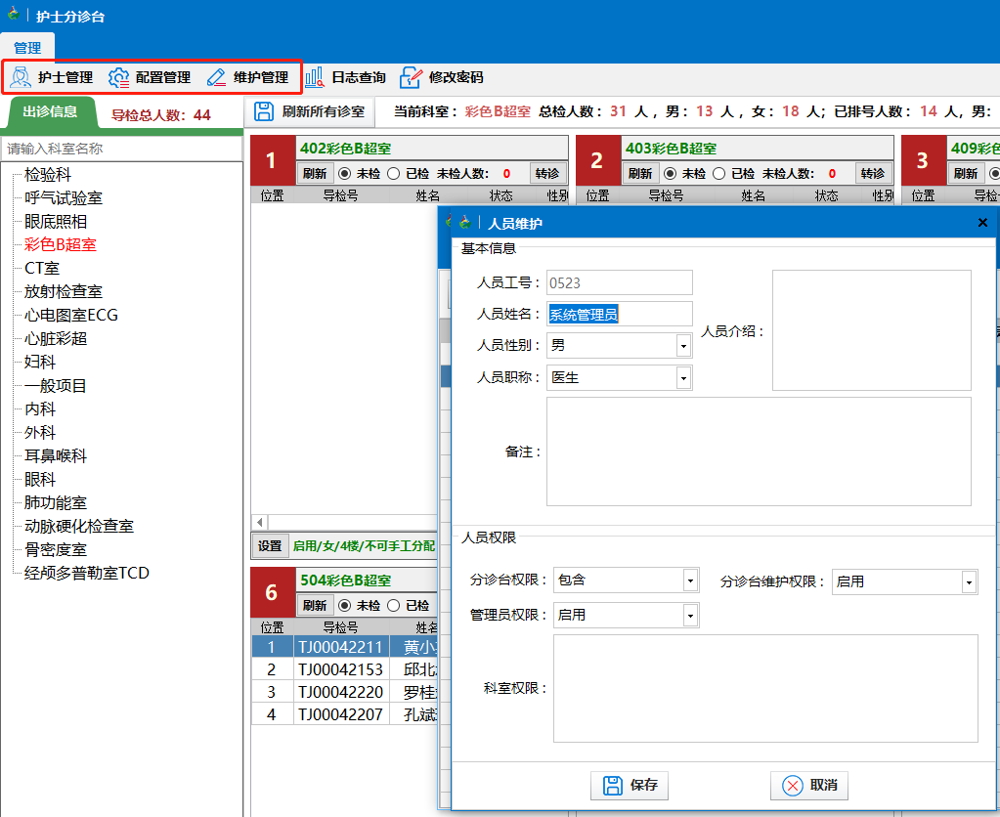 护士分诊台
管理
护士管理 配置管理 维护管理 日志查询 修改密码
出诊信息 导检总人数: 44 刷新所有诊室 当前科室: 彩色B超室 总检人数: 31 人, 男: 13 人, 女: 18 人; 已排号人数: 14 人, 男:
请输入科室名称
检验科
呼气试验室
眼底照相
彩色B超室
CT室
放射检查室
心电图室ECG
心脏彩超
妇科
一般项目
内科
外科
耳鼻喉科
眼科
肺功能室
动脉硬化检查室
骨密度室
经颅多普勒室TCD
1 402彩色B超室
刷新 未检 已检 未检人数: 0 转诊
位置 导检号 姓名 状态 性别
2 403彩色B超室
刷新 未检 已检 未检人数: 0 转诊
位置 导检号 姓名 状态 性别
3 409彩色
刷新
位置 导检
设置 启用/女/4楼/不可手工分配
6 504彩色B超室
刷新 未检 已检
位置 导检号 姓名
1 TJ00042211 黄小
2 TJ00042153 邱北
3 TJ00042220 罗桂
4 TJ00042207 孔斌
人员维护
基本信息
人员工号: 0523
人员姓名: 系统管理员
人员性别: 男
人员职称: 医生
人员介绍:
备注:
人员权限
分诊台权限: 包含 分诊台维护权限: 启用
管理员权限: 启用
科室权限:
保存 取消